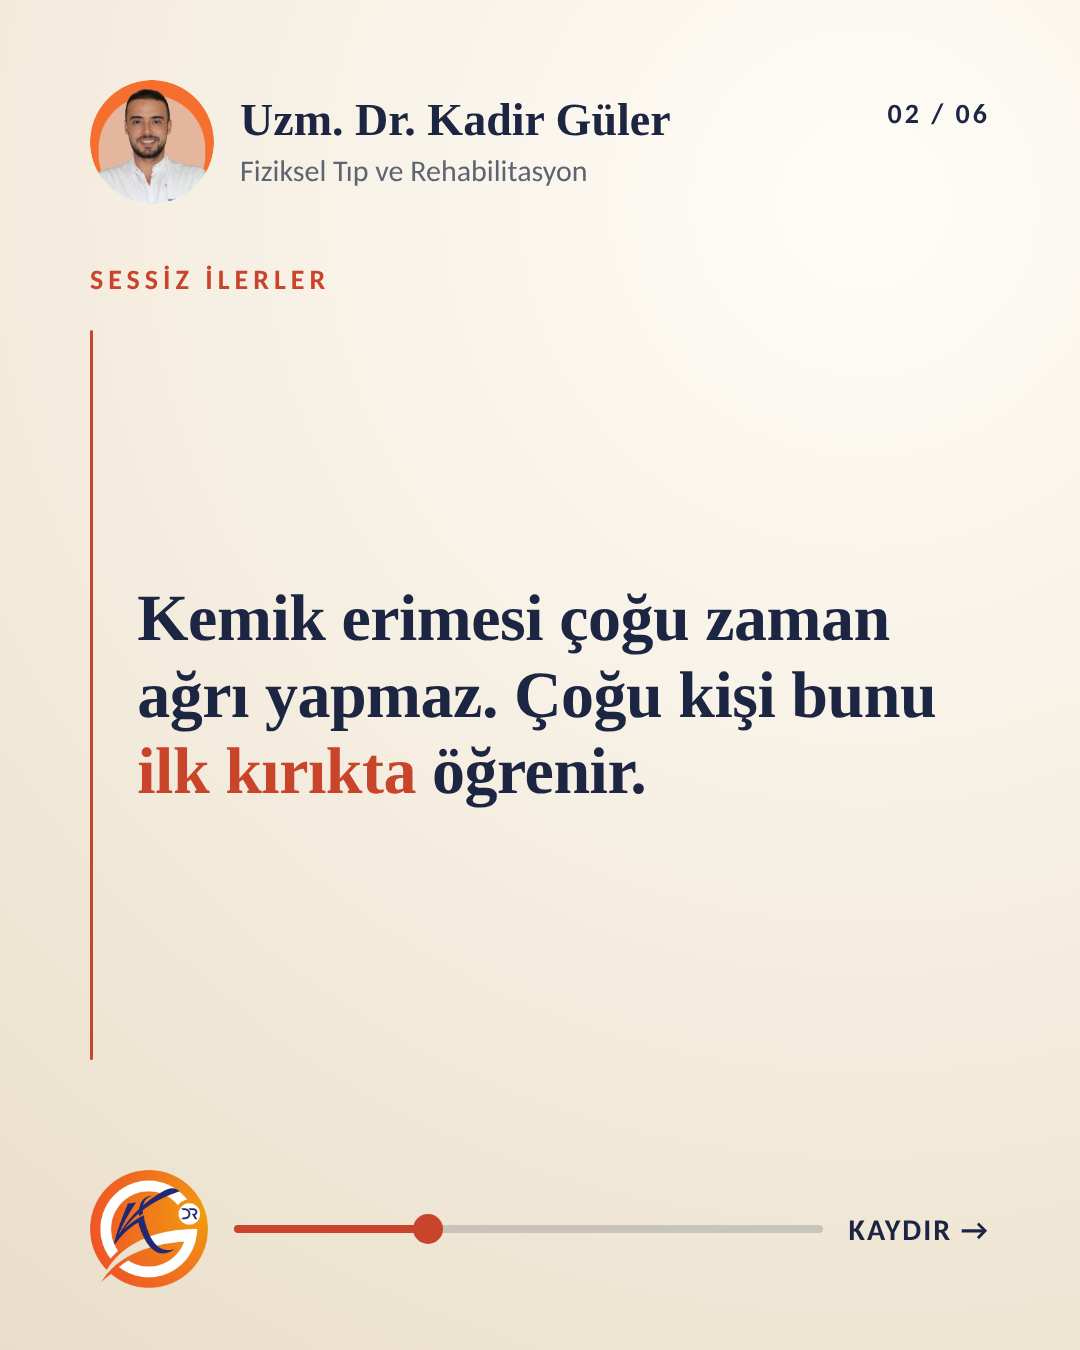 Uzm. Dr. Kadir Güler
Fiziksel Tıp ve Rehabilitasyon
02 / 06
SESSİZ İLERLER
Kemik erimesi çoğu zaman
ağrı yapmaz. Çoğu kişi bunu
ilk kırıkta öğrenir.
KG DR
KAYDIR →